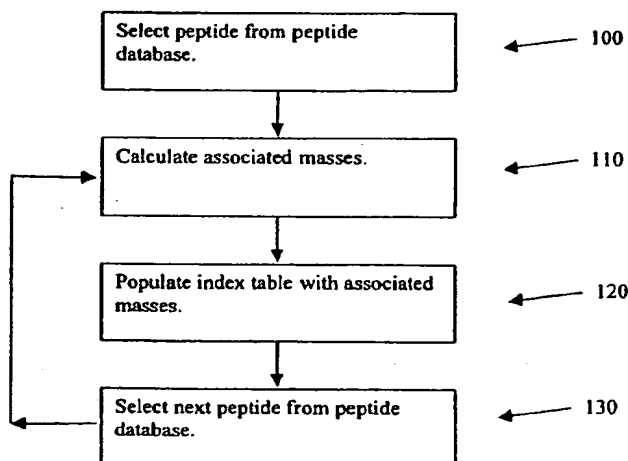 Select peptide from peptide
database.
100
Calculate associated masses.
110
Populate index table with associated
masses.
120
Select next peptide from peptide
database.
130